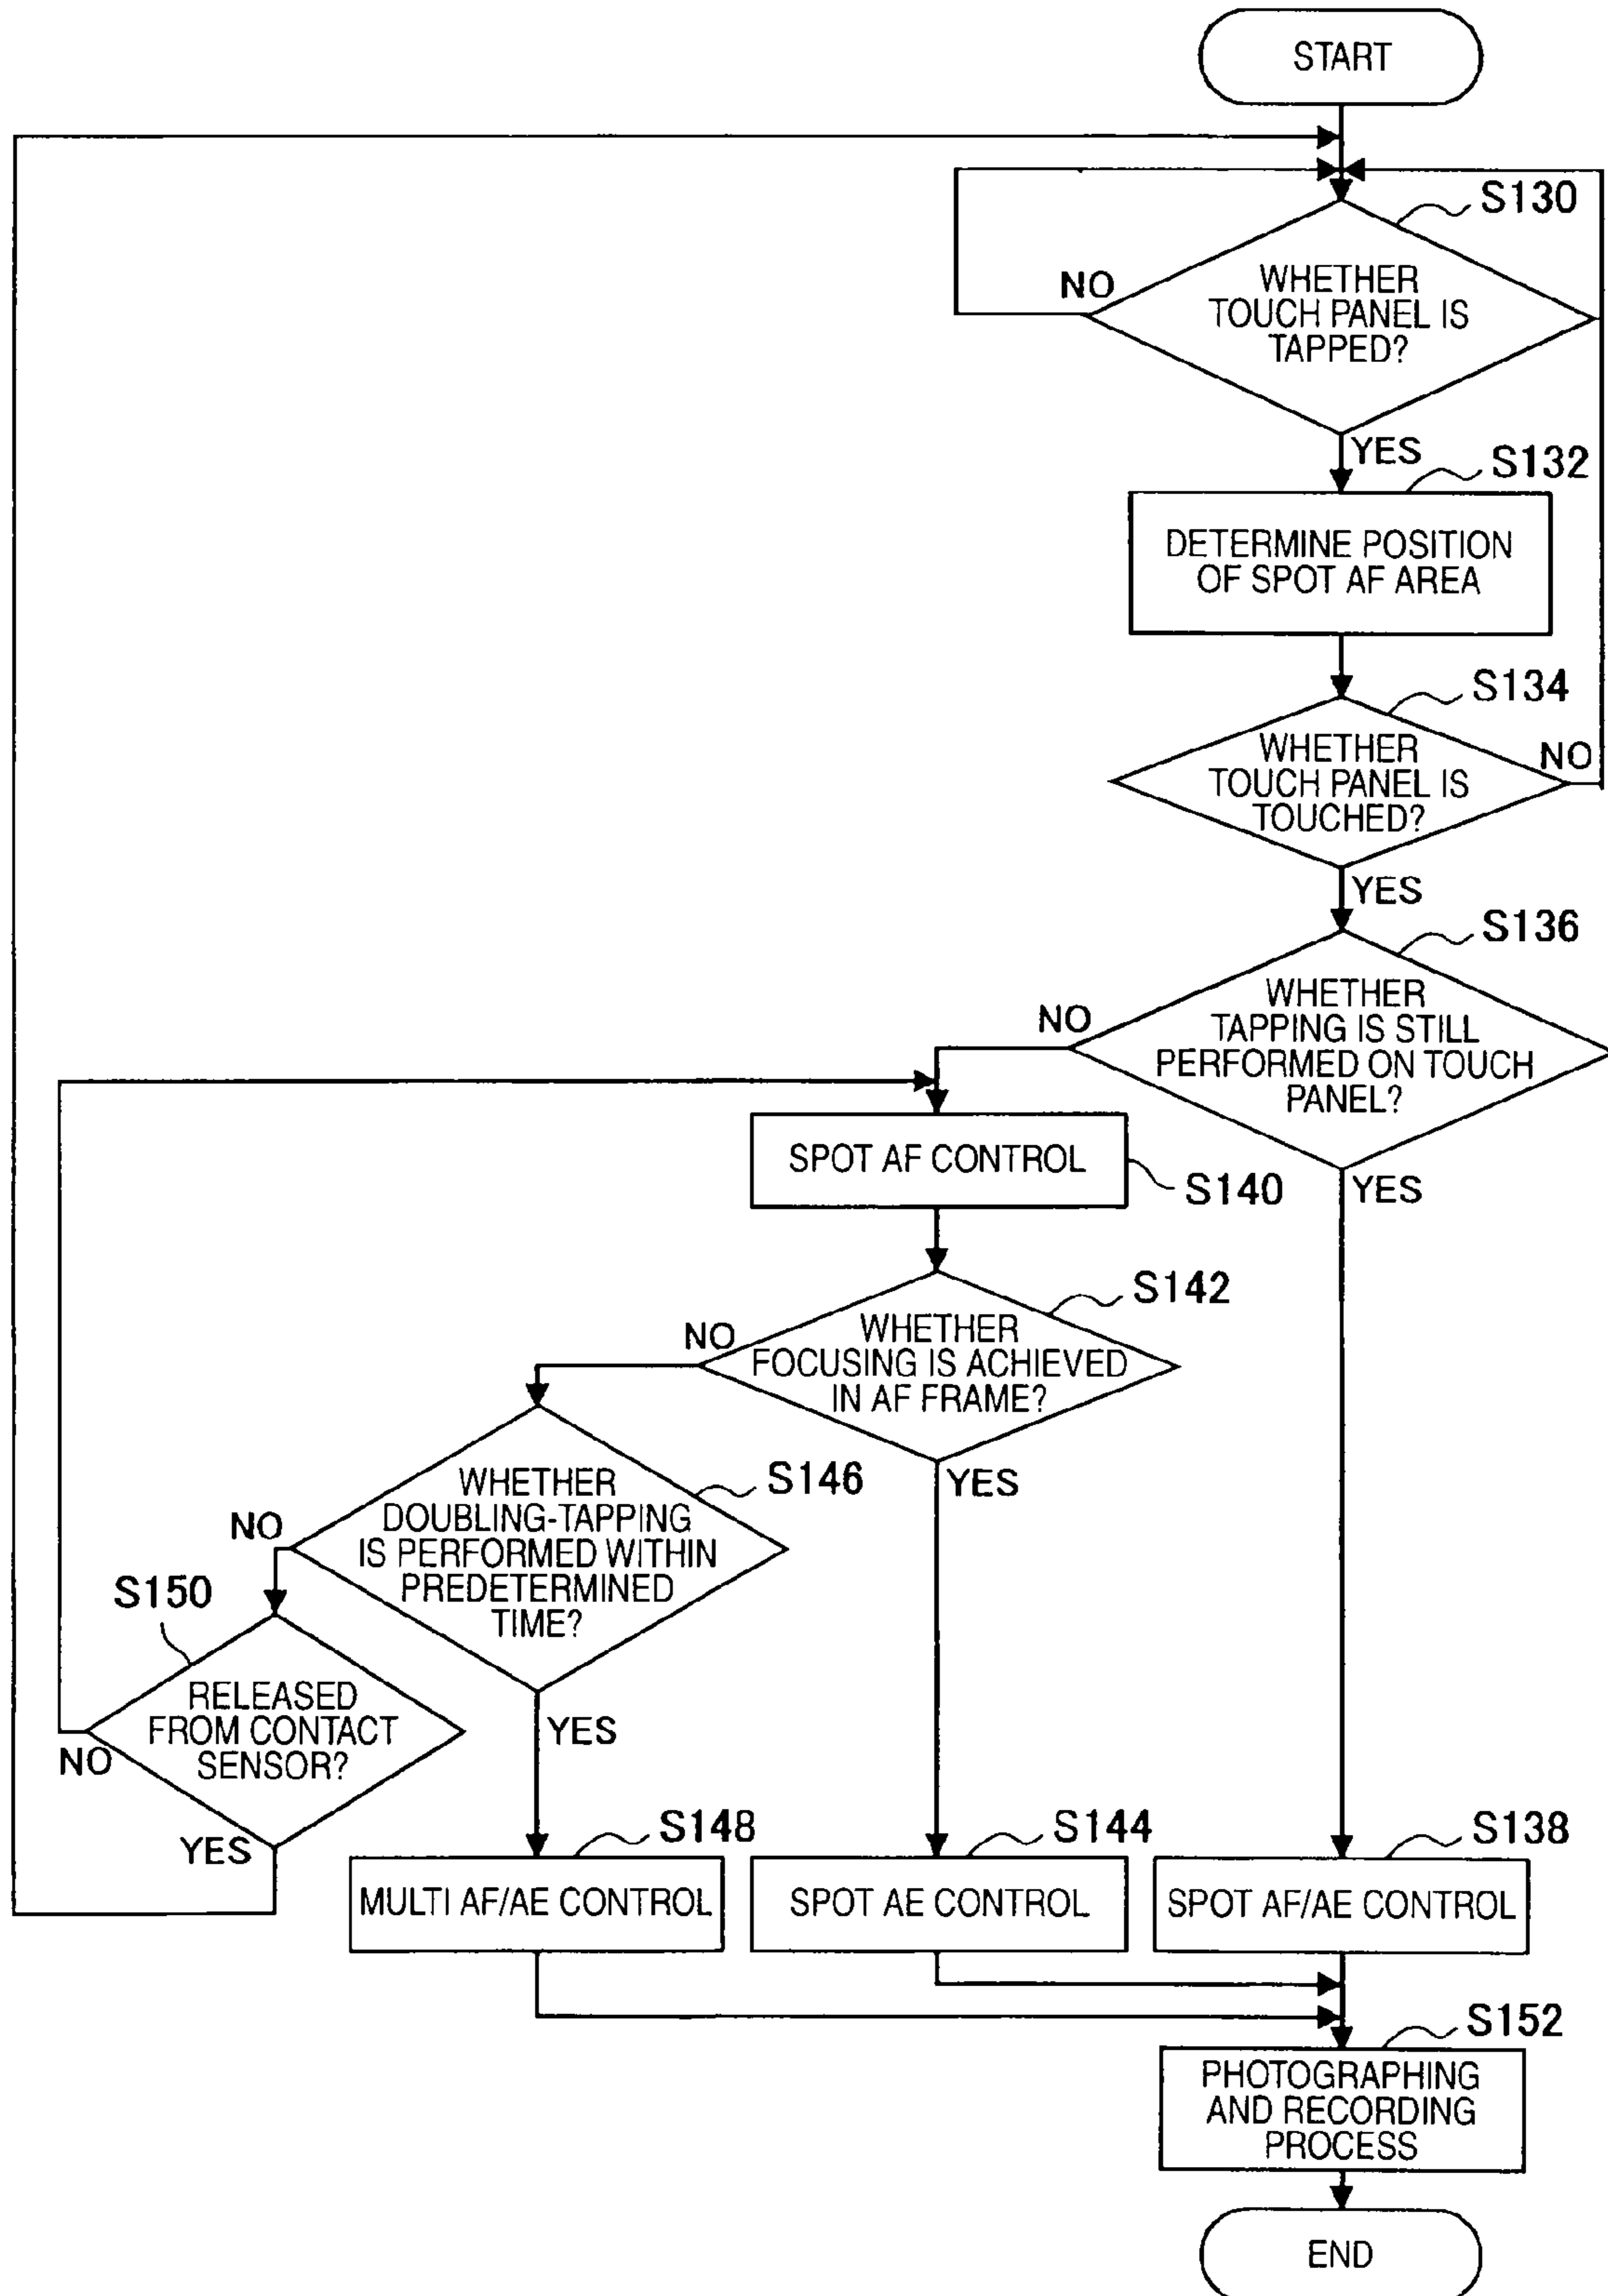 START
S130
NO
WHETHER
TOUCH PANEL IS
TAPPED?
YES
S132
DETERMINE POSITION
OF SPOT AF AREA
S134
WHETHER
TOUCH PANEL IS
TOUCHED?
NO
YES
S136
WHETHER
TAPPING IS STILL
PERFORMED ON TOUCH
PANEL?
NO
YES
SPOT AF CONTROL
S140
S142
WHETHER
FOCUSING IS ACHIEVED
IN AF FRAME?
NO
YES
S146
WHETHER
DOUBLING-TAPPING
IS PERFORMED WITHIN
PREDETERMINED
TIME?
NO
YES
S150
RELEASED
FROM CONTACT
SENSOR?
NO
YES
S148
MULTI AF/AE CONTROL
S144
SPOT AE CONTROL
S138
SPOT AF/AE CONTROL
S152
PHOTOGRAPHING
AND RECORDING
PROCESS
END